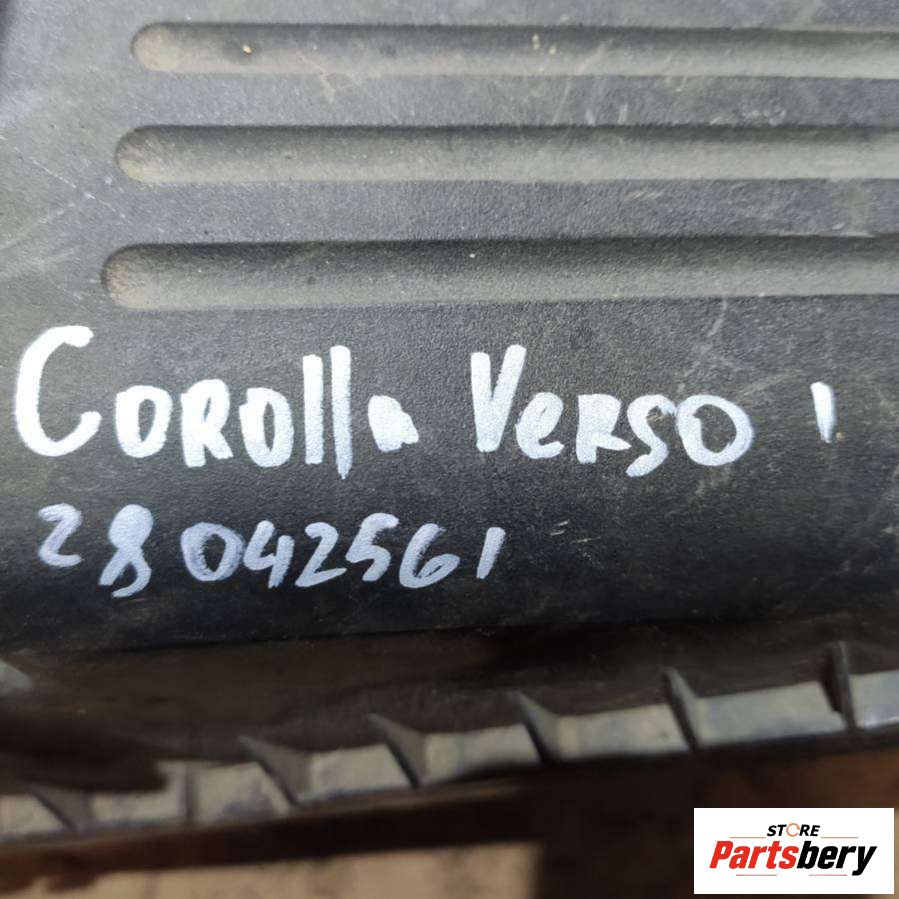 Corolla Verso 1
28042561
STORE
Partsbery